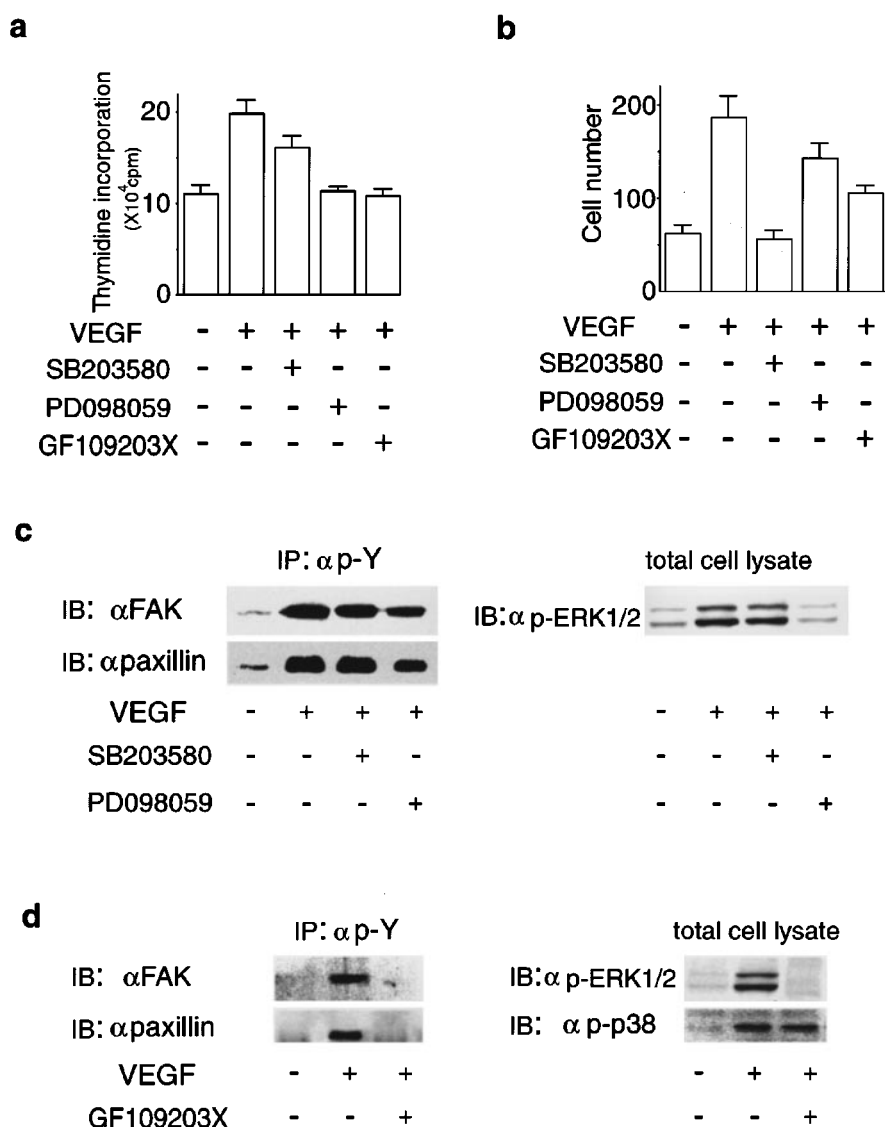 a
b
Thymidine incorporation
(X10⁴cpm)
20
10
0
VEGF - + + + +
SB203580 - - + - -
PD098059 - - - + -
GF109203X - - - - +
Cell number
200
100
0
VEGF - + + + +
SB203580 - - + - -
PD098059 - - - + -
GF109203X - - - - +
c
IP: αp-Y
total cell lysate
IB: αFAK
IB: αpaxillin
IB: α p-ERK1/2
VEGF - + + + - + + +
SB203580 - - + - - - + -
PD098059 - - - + - - - +
d
IP: αp-Y
total cell lysate
IB: αFAK
IB: αpaxillin
IB:α p-ERK1/2
IB: α p-p38
VEGF - + + - + +
GF109203X - - + - - +